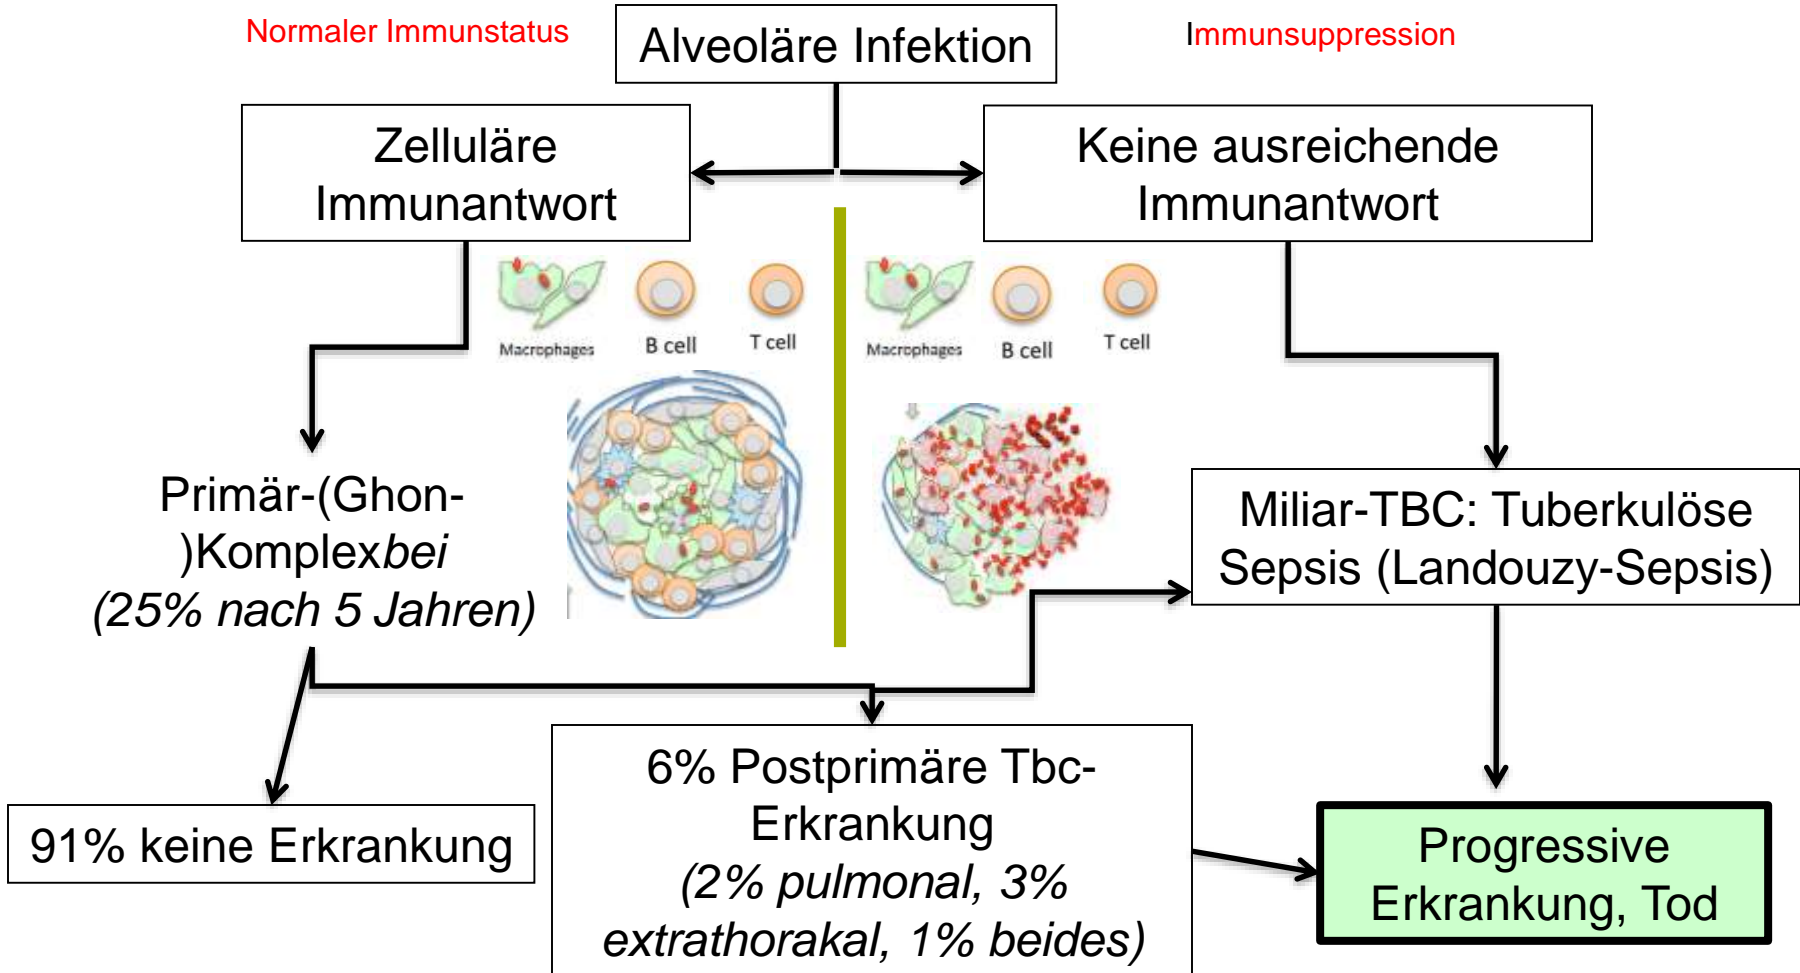 Normaler Immunstatus
Alveoläre Infektion
Immunsuppression
Zelluläre
Immunantwort
Keine ausreichende
Immunantwort
Macrophages
B cell
T cell
Macrophages
B cell
T cell
Primär-(Ghon-
)Komplexbei
(25% nach 5 Jahren)
Miliar-TBC: Tuberkulöse
Sepsis (Landouzy-Sepsis)
91% keine Erkrankung
6% Postprimäre Tbc-
Erkrankung
(2% pulmonal, 3%
extrathorakal, 1% beides)
Progressive
Erkrankung, Tod